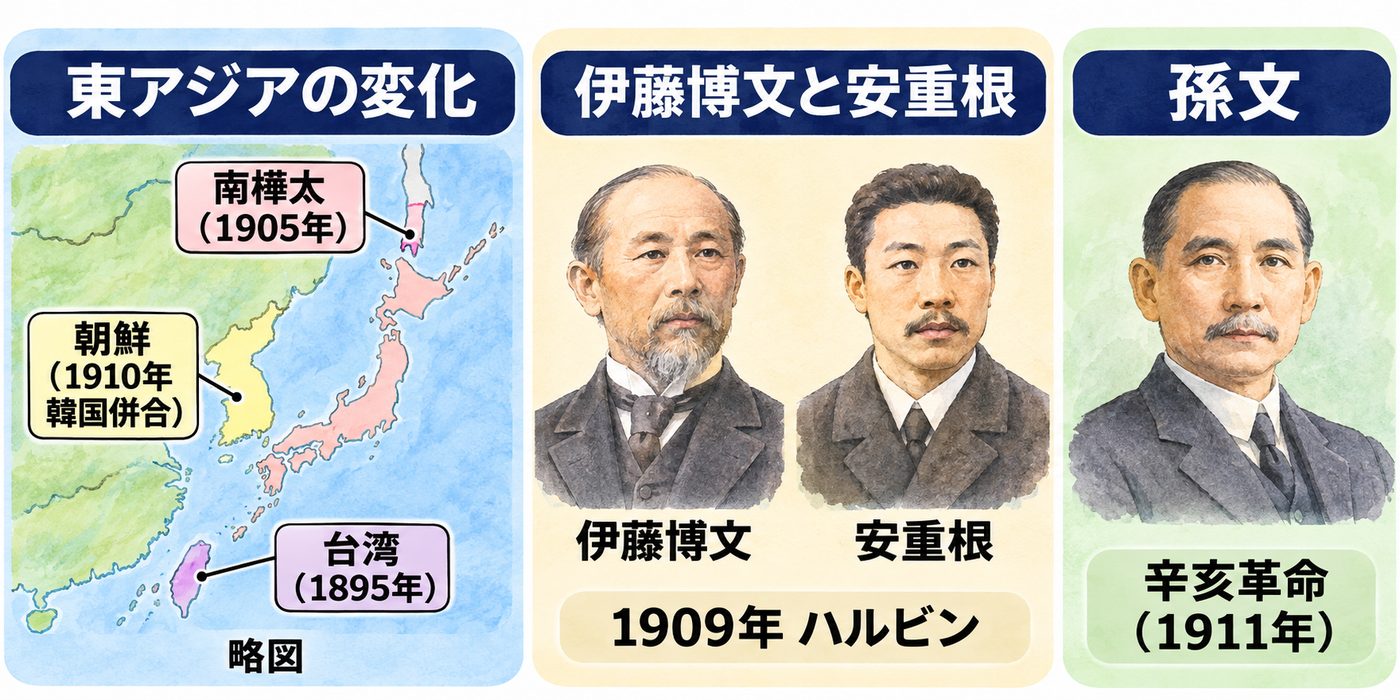 東アジアの変化
南樺太
（1905年）
朝鮮
（1910年
韓国併合）
台湾
（1895年）
略図
伊藤博文と安重根
伊藤博文
安重根
1909年 ハルビン
孫文
辛亥革命
（1911年）